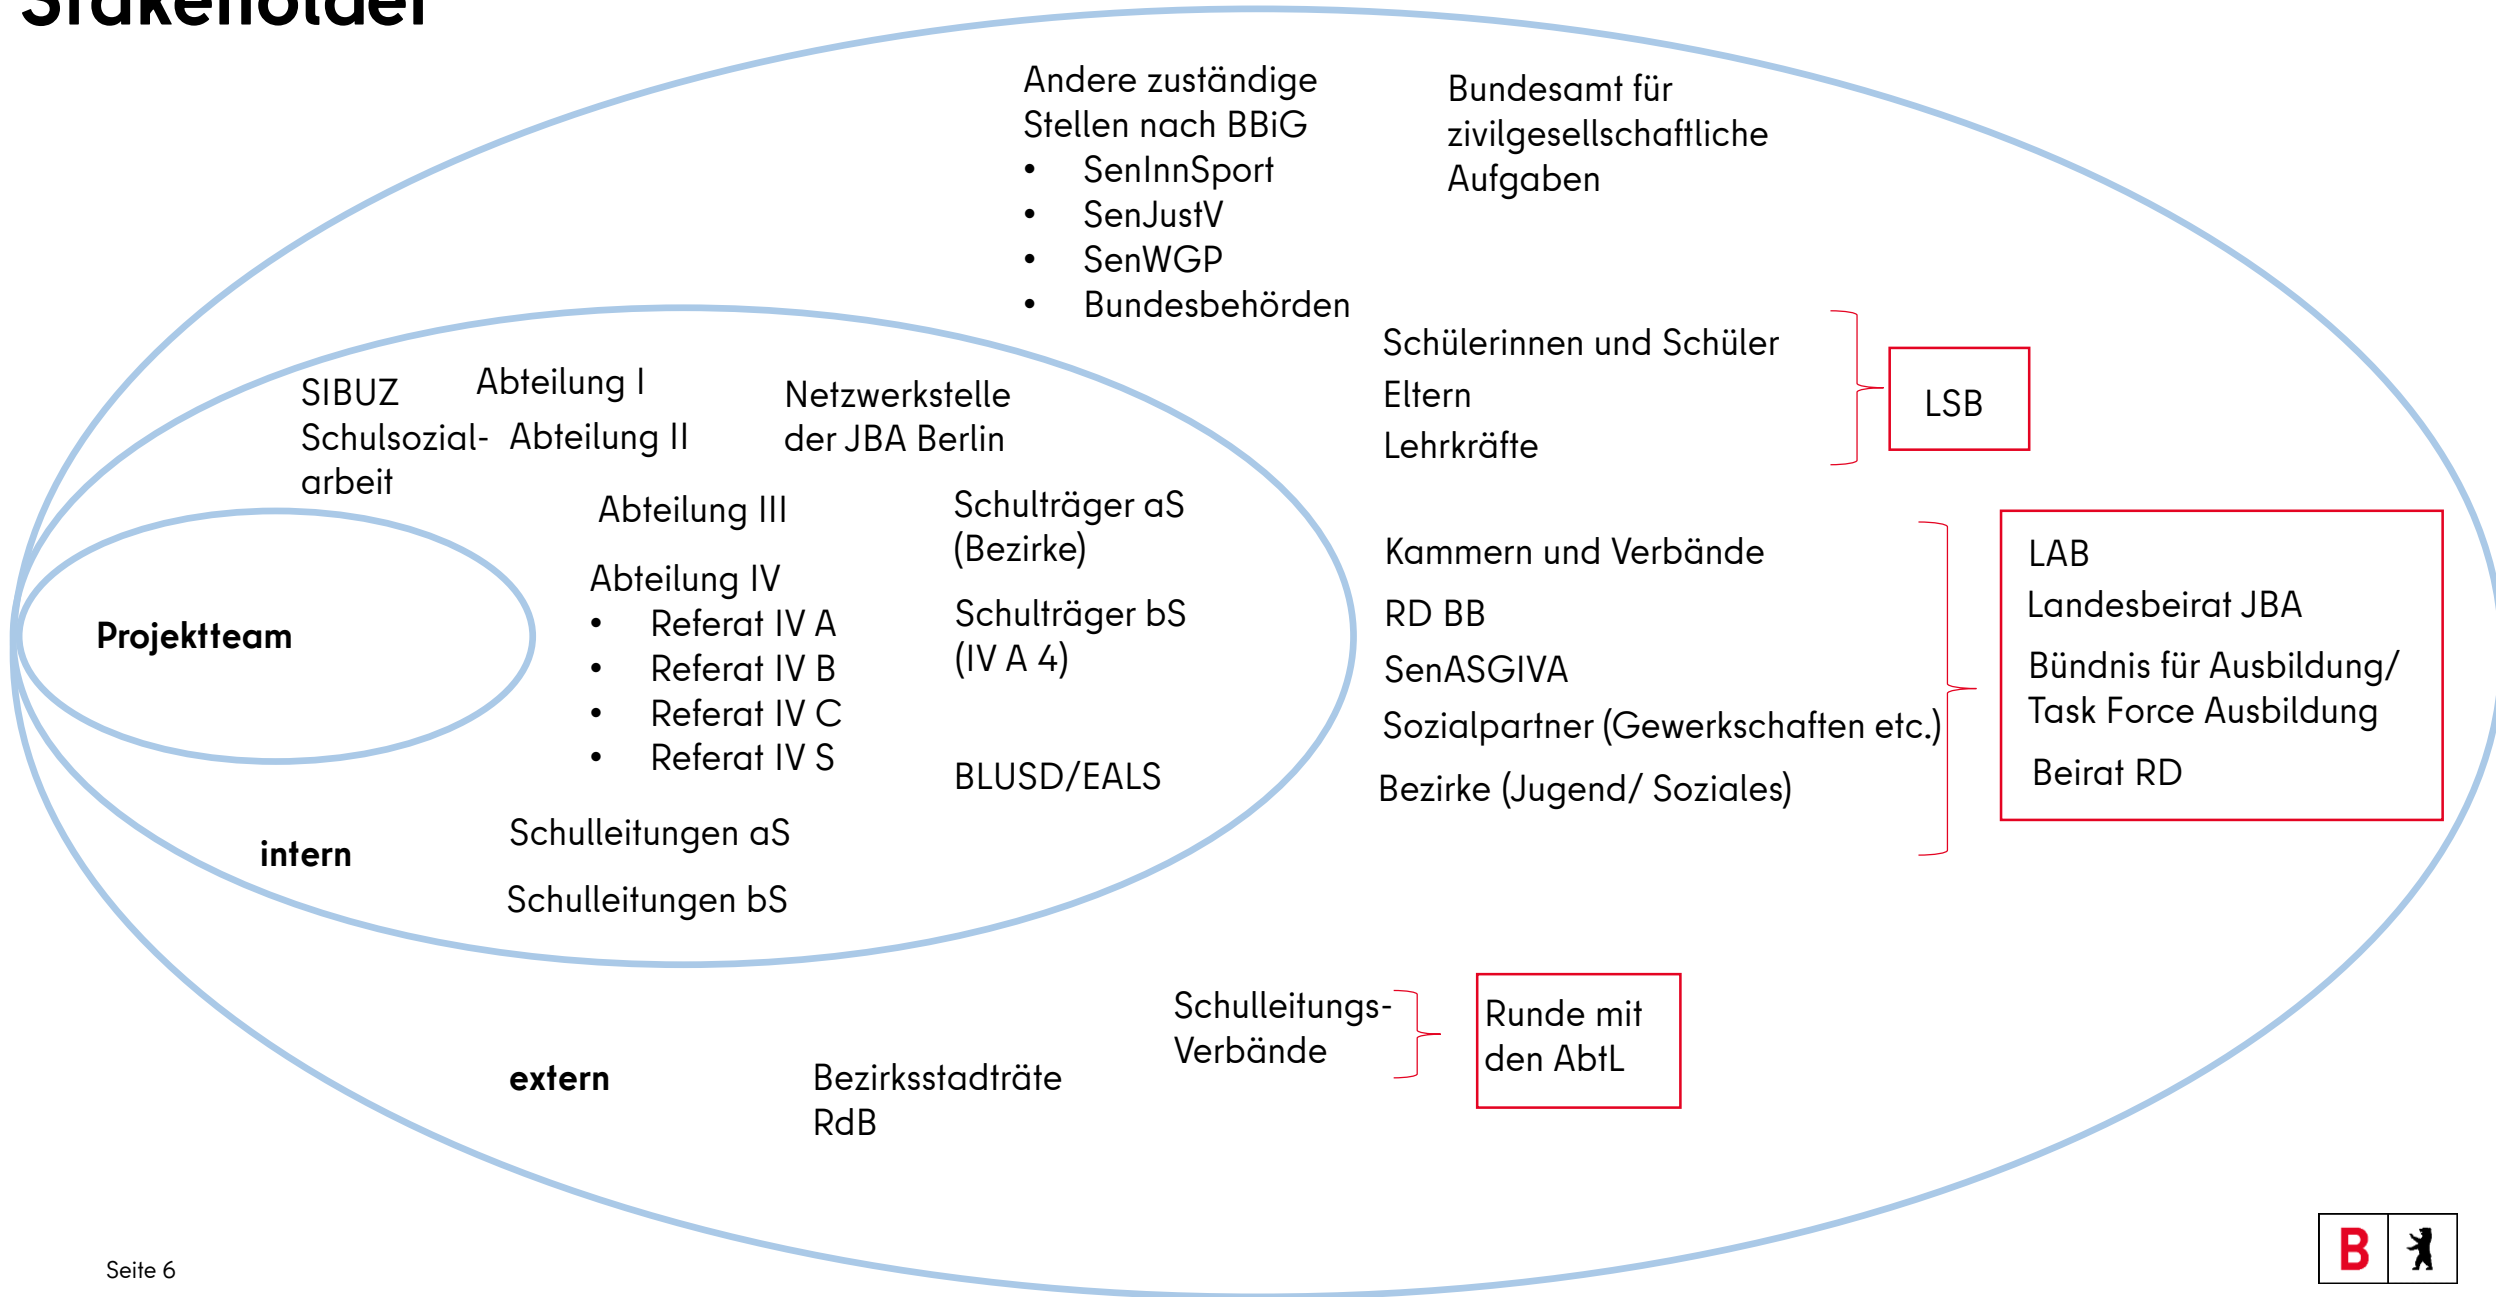 Stakeholder
Andere zuständige
Stellen nach BBiG
• SenInnSport
• SenJustV
• SenWGP
• Bundesbehörden
Bundesamt für
zivilgesellschaftliche
Aufgaben
Schülerinnen und Schüler
Eltern
Lehrkräfte
LSB
SIBUZ
Schulsozial-
arbeit
Abteilung I
Abteilung II
Netzwerkstelle
der JBA Berlin
Abteilung III
Schulträger aS
(Bezirke)
Abteilung IV
• Referat IV A
• Referat IV B
• Referat IV C
• Referat IV S
Schulträger bS
(IV A 4)
BLUSD/EALS
Projektteam
Kammern und Verbände
RD BB
SenASGIVA
Sozialpartner (Gewerkschaften etc.)
Bezirke (Jugend/ Soziales)
LAB
Landesbeirat JBA
Bündnis für Ausbildung/
Task Force Ausbildung
Beirat RD
intern
Schulleitungen aS
Schulleitungen bS
Schulleitungs-
Verbände
Runde mit
den AbtL
extern
Bezirksstadträte
RdB
Seite 6
B